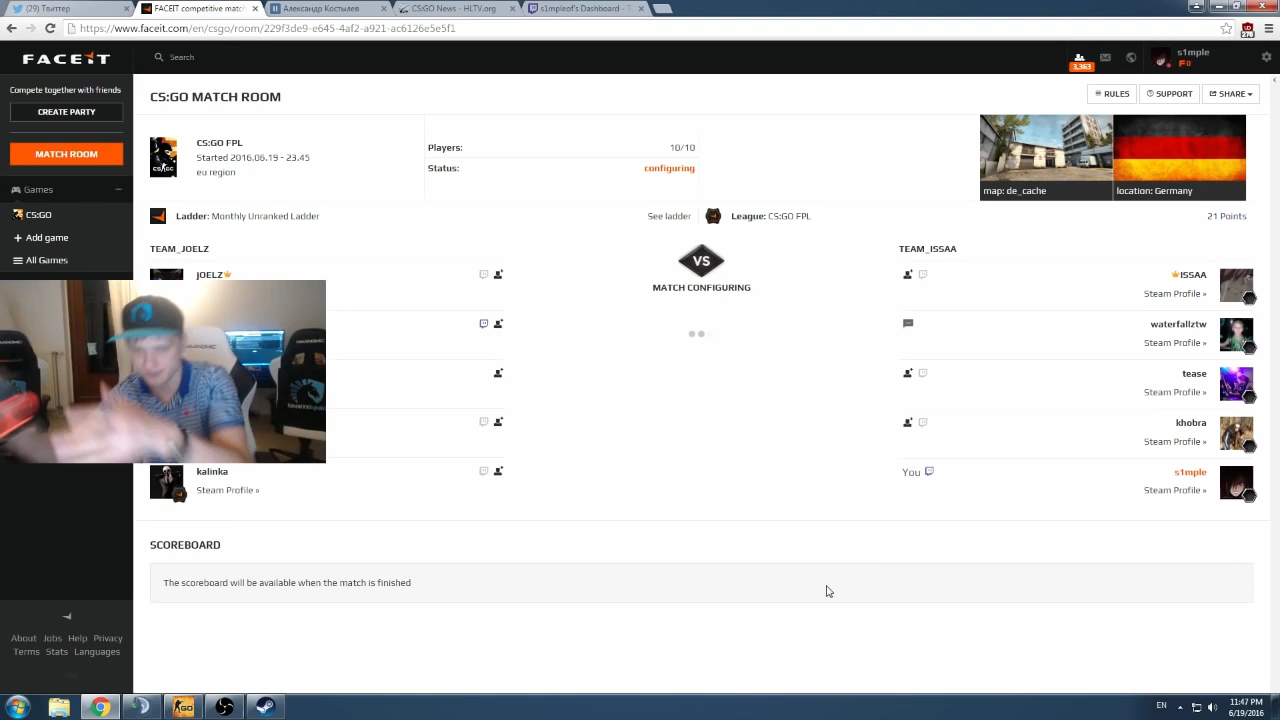 (29) Твиттер
FACEIT competitive match
Александр Костылев
CSGO News - HLTV.org
s1mpleof's Dashboard - T
https://www.faceit.com/en/csgo/room/229f3de9-e645-4af2-a921-ac6126e5e5f1
FACEIT
Search
3,363
s1mple
0
Compete together with friends
CREATE PARTY
MATCH ROOM
Games
CS:GO
Add game
All Games
CS:GO MATCH ROOM
RULES
SUPPORT
SHARE
CS:GO FPL
Started 2016.06.19 - 23.45
eu region
Players:
10/10
Status:
configuring
map: de_cache
location: Germany
Ladder: Monthly Unranked Ladder
See ladder
League: CS:GO FPL
21 Points
TEAM_JOELZ
VS
MATCH CONFIGURING
TEAM_ISSAA
JOELZ
ISSAA
Steam Profile »
waterfallztw
Steam Profile »
tease
Steam Profile »
khobra
Steam Profile »
kalinka
Steam Profile »
You
s1mple
Steam Profile »
SCOREBOARD
The scoreboard will be available when the match is finished
About Jobs Help Privacy
Terms Stats Languages
EN
11:47 PM
6/19/2016